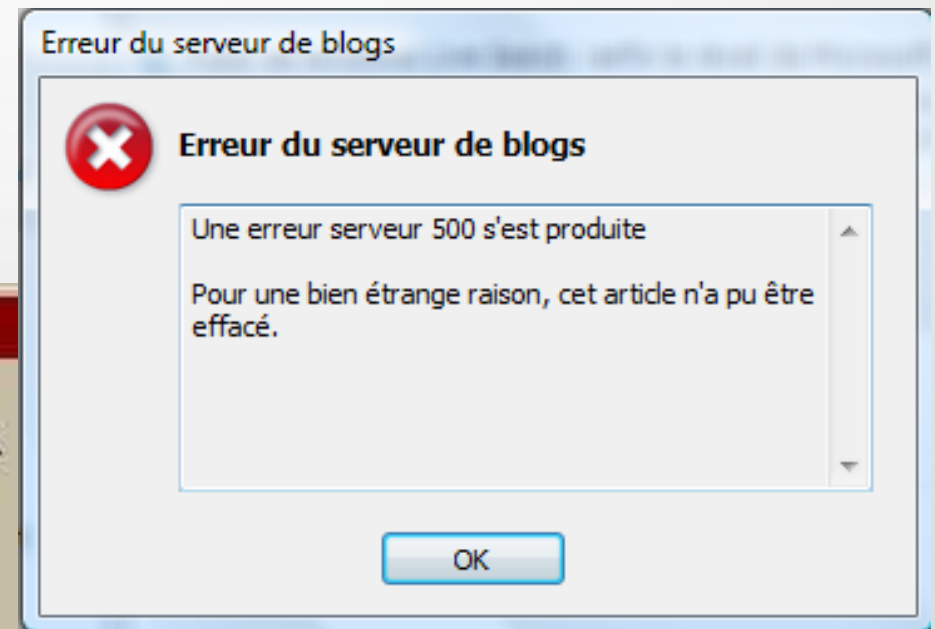 Erreur du serveur de blogs
Erreur du serveur de blogs
Une erreur serveur 500 s'est produite
Pour une bien étrange raison, cet article n'a pu être
effacé.
OK